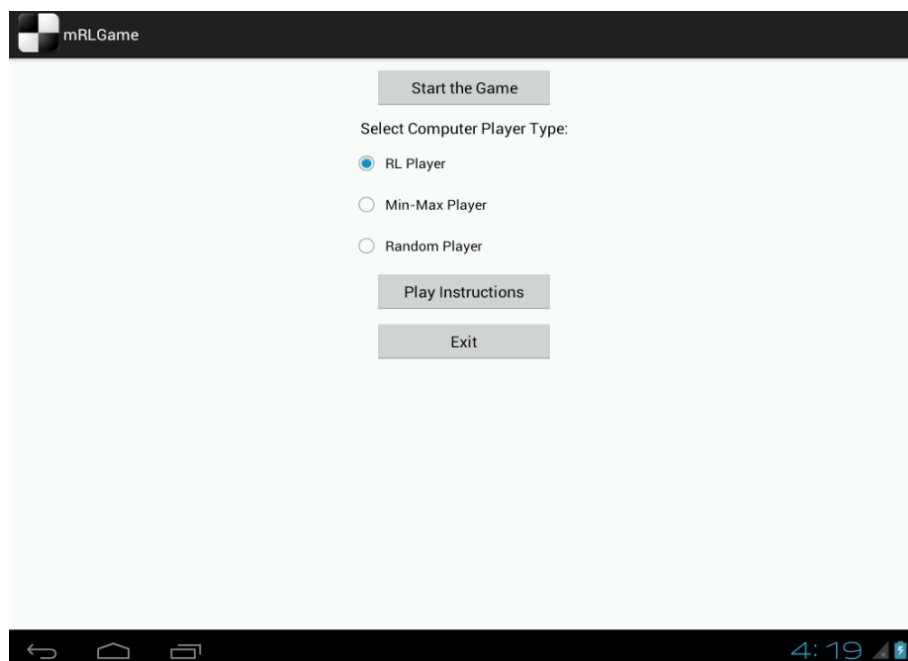 mRLGame
Start the Game
Select Computer Player Type:
RL Player
Min-Max Player
Random Player
Play Instructions
Exit
4:19